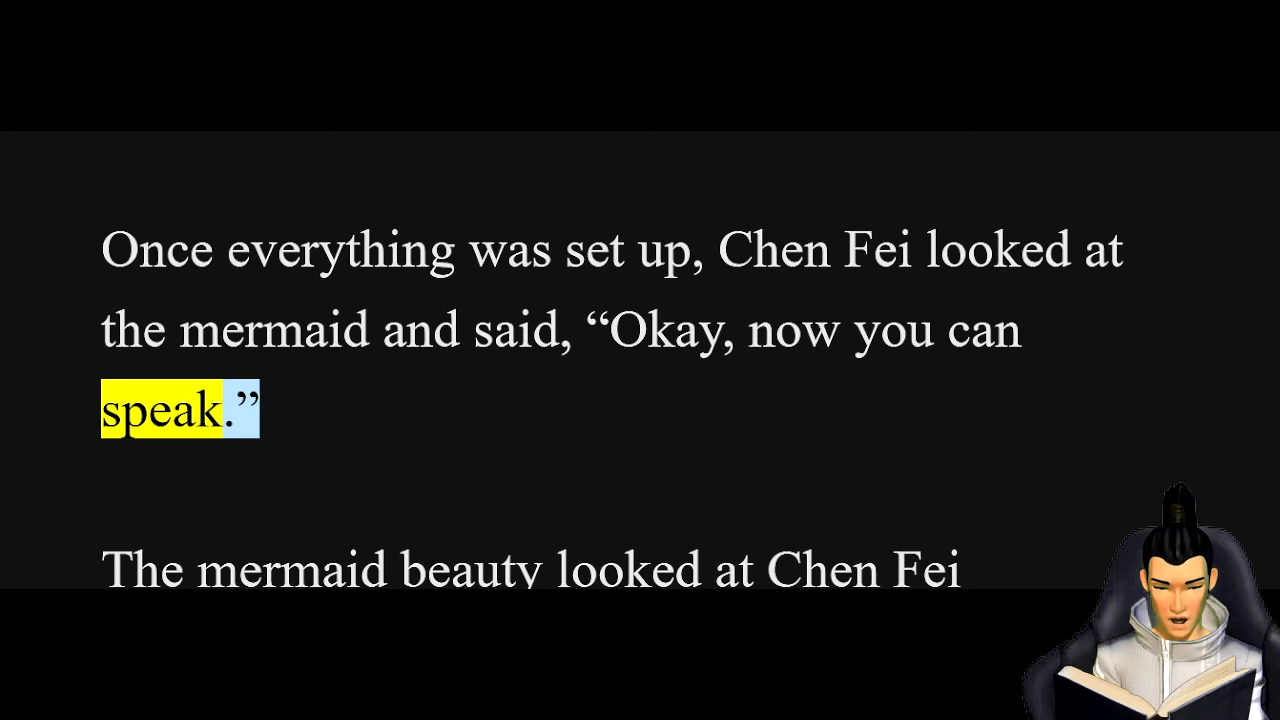 Once everything was set up, Chen Fei looked at
the mermaid and said, “Okay, now you can
speak.”
The mermaid beauty looked at Chen Fei